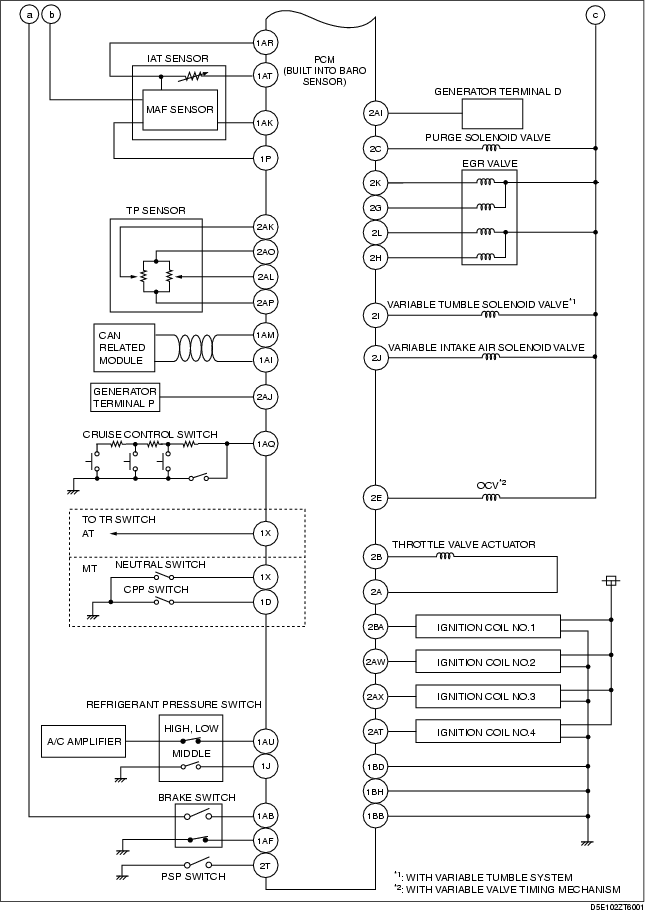 a
b
c
IAT SENSOR
MAF SENSOR
1AR
1AT
1AK
1P
PCM
(BUILT INTO BARO
SENSOR)
GENERATOR TERMINAL D
2AI
PURGE SOLENOID VALVE
2C
EGR VALVE
2K
2G
2L
2H
TP SENSOR
2AK
2AO
2AL
2AP
VARIABLE TUMBLE SOLENOID VALVE*1
2I
CAN
RELATED
MODULE
1AM
1AI
VARIABLE INTAKE AIR SOLENOID VALVE
2J
GENERATOR
TERMINAL P
2AJ
CRUISE CONTROL SWITCH
1AQ
OCV*2
2E
TO TR SWITCH
AT
1X
MT
NEUTRAL SWITCH
1X
CPP SWITCH
1D
THROTTLE VALVE ACTUATOR
2B
2A
2BA
IGNITION COIL NO.1
2AW
IGNITION COIL NO.2
2AX
IGNITION COIL NO.3
2AT
IGNITION COIL NO.4
REFRIGERANT PRESSURE SWITCH
HIGH, LOW
A/C AMPLIFIER
1AU
MIDDLE
1J
1BD
1BH
1BB
BRAKE SWITCH
1AB
1AF
2T
PSP SWITCH
*1: WITH VARIABLE TUMBLE SYSTEM
*2: WITH VARIABLE VALVE TIMING MECHANISM
D5E102ZT6001